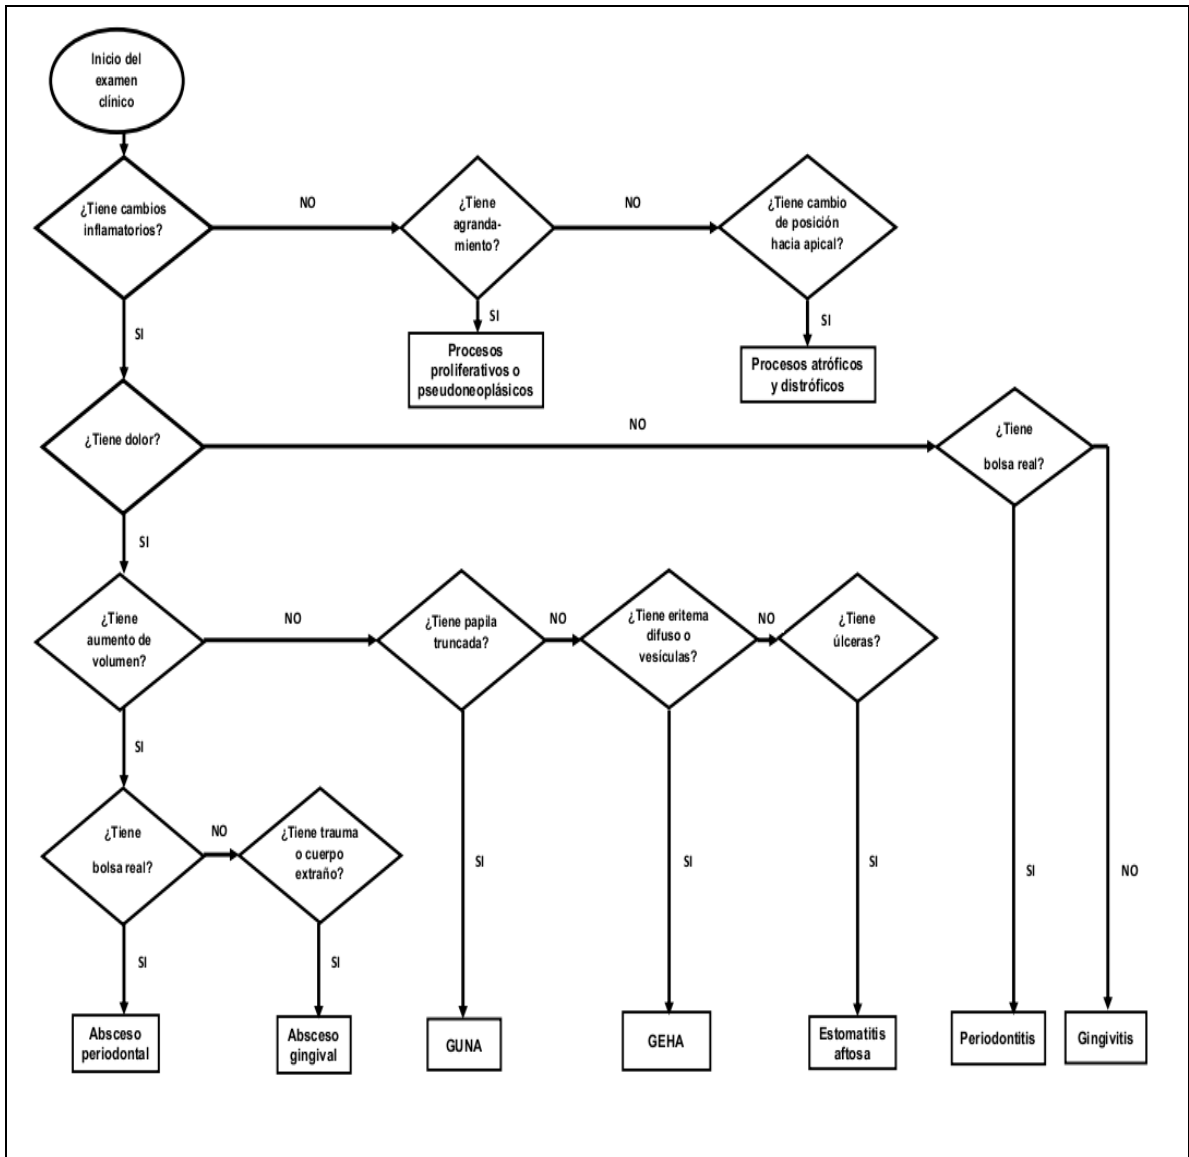 Inicio del
examen
clínico
¿Tiene cambios
inflamatorios?
NO
¿Tiene
agranda-
miento?
NO
¿Tiene cambio
de posición
hacia apical?
SI
SI
SI
Procesos
proliferativos o
pseudoneoplásicos
Procesos atróficos
y distróficos
¿Tiene dolor?
NO
¿Tiene
bolsa real?
SI
¿Tiene
aumento de
volumen?
NO
¿Tiene papila
truncada?
NO
¿Tiene eritema
difuso o
vesículas?
NO
¿Tiene
úlceras?
SI
¿Tiene
bolsa real?
NO
¿Tiene trauma
o cuerpo
extraño?
SI
SI
SI
SI
NO
SI
SI
Absceso
periodontal
Absceso
gingival
GUNA
GEHA
Estomatitis
aftosa
Periodontitis
Gingivitis